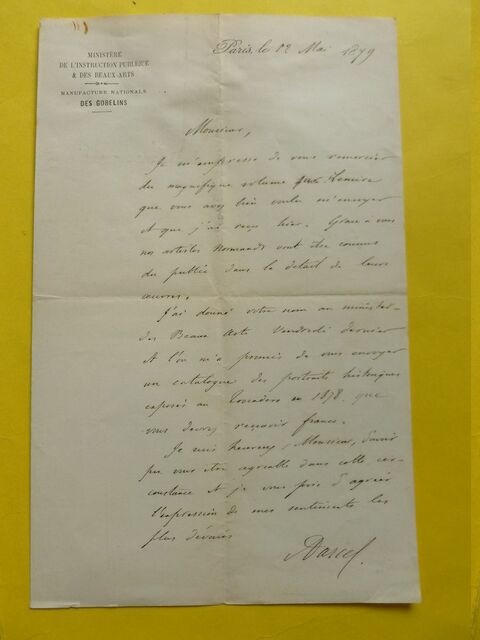 MINISTÈRE
DE L'INSTRUCTION PUBLIQUE
& DES BEAUX-ARTS
MANUFACTURE NATIONALE
DES GOBELINS
Paris, le 12 Mai 1879
Monsieur,
Je m'empresse de vous remercier
du magnifique volume
que vous avez bien voulu m'envoyer
et que j'ai reçu hier. Grace à vous
nos artistes Normands vont être connus
du public dans le détail de leurs
œuvres.
J'ai donné votre nom au ministère
des Beaux Arts Vendredi dernier
et l'on m'a promis de vous envoyer
un catalogue des portraits historiques
exposés au Trocadero en 1878 que
vous devez recevoir franco.
Je suis heureux, Monsieur, d'avoir
pu vous être agréable dans cette cir-
constance et je vous prie d'agréer
l'expression de mes sentiments les
plus dévoués
Darcel